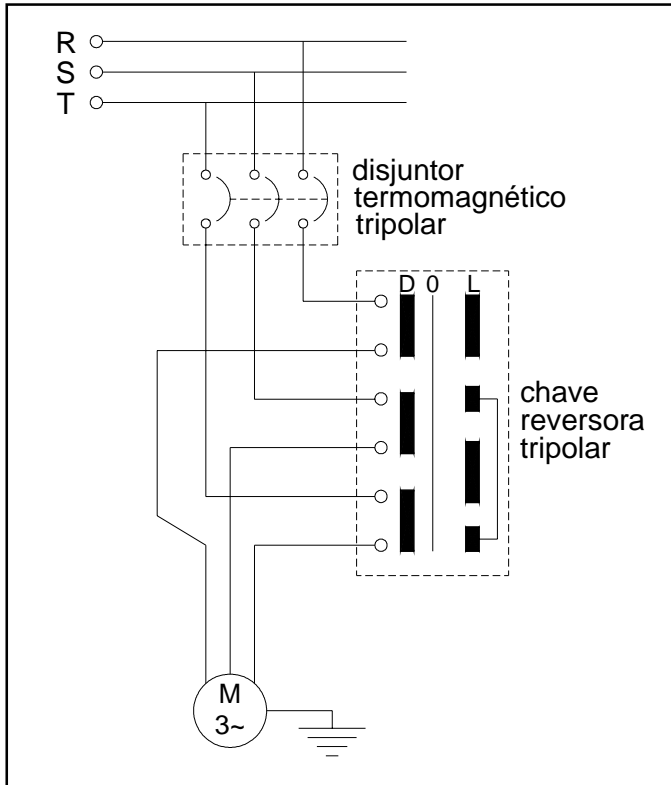 R
S
T
disjuntor
termomagnético
tripolar
D 0 L
chave
reversora
tripolar
M
3~